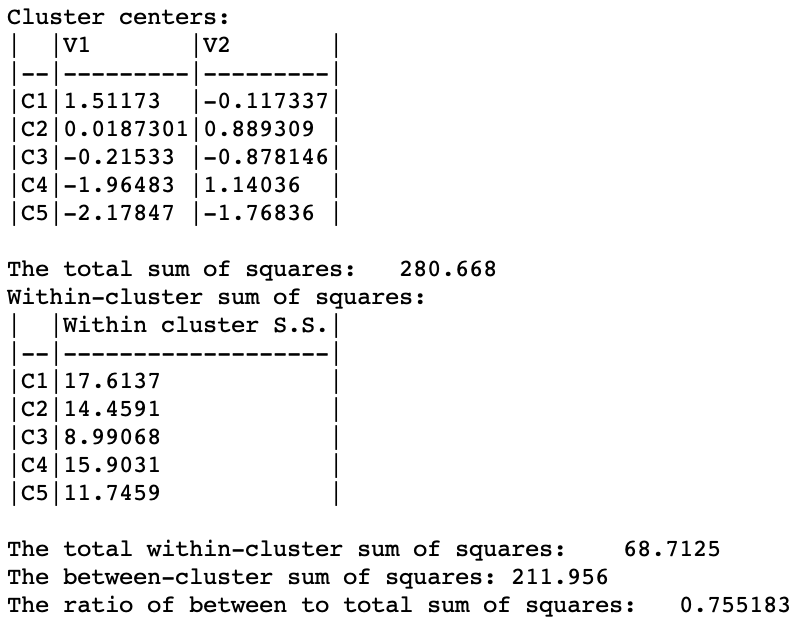 Cluster centers:
|  |V1       |V2       |
|--|---------|---------|
|C1|1.51173  |-0.117337|
|C2|0.0187301|0.889309 |
|C3|-0.21533 |-0.878146|
|C4|-1.96483 |1.14036  |
|C5|-2.17847 |-1.76836 |

The total sum of squares:   280.668
Within-cluster sum of squares:
|  |Within cluster S.S.|
|--|-------------------|
|C1|17.6137            |
|C2|14.4591            |
|C3|8.99068            |
|C4|15.9031            |
|C5|11.7459            |

The total within-cluster sum of squares:    68.7125
The between-cluster sum of squares: 211.956
The ratio of between to total sum of squares:   0.755183